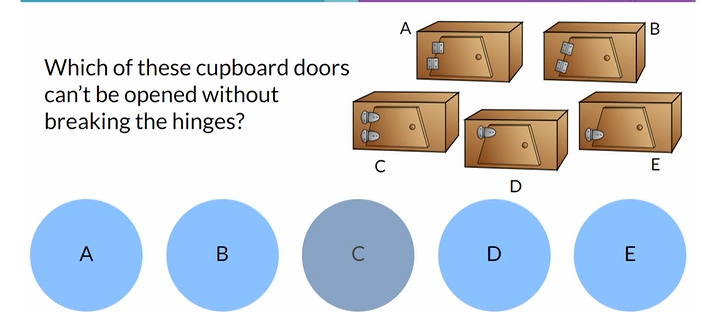 A
B
Which of these cupboard doors
can't be opened without
breaking the hinges?
C
D
E
A
B
C
D
E